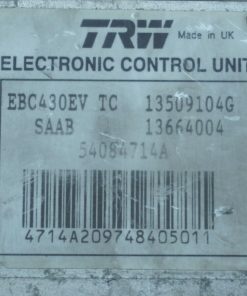 TRW Made in UK
ELECTRONIC CONTROL UNIT
EBC430EV TC 13509104G
SAAB 13664004
54084714A
4714A209748405011